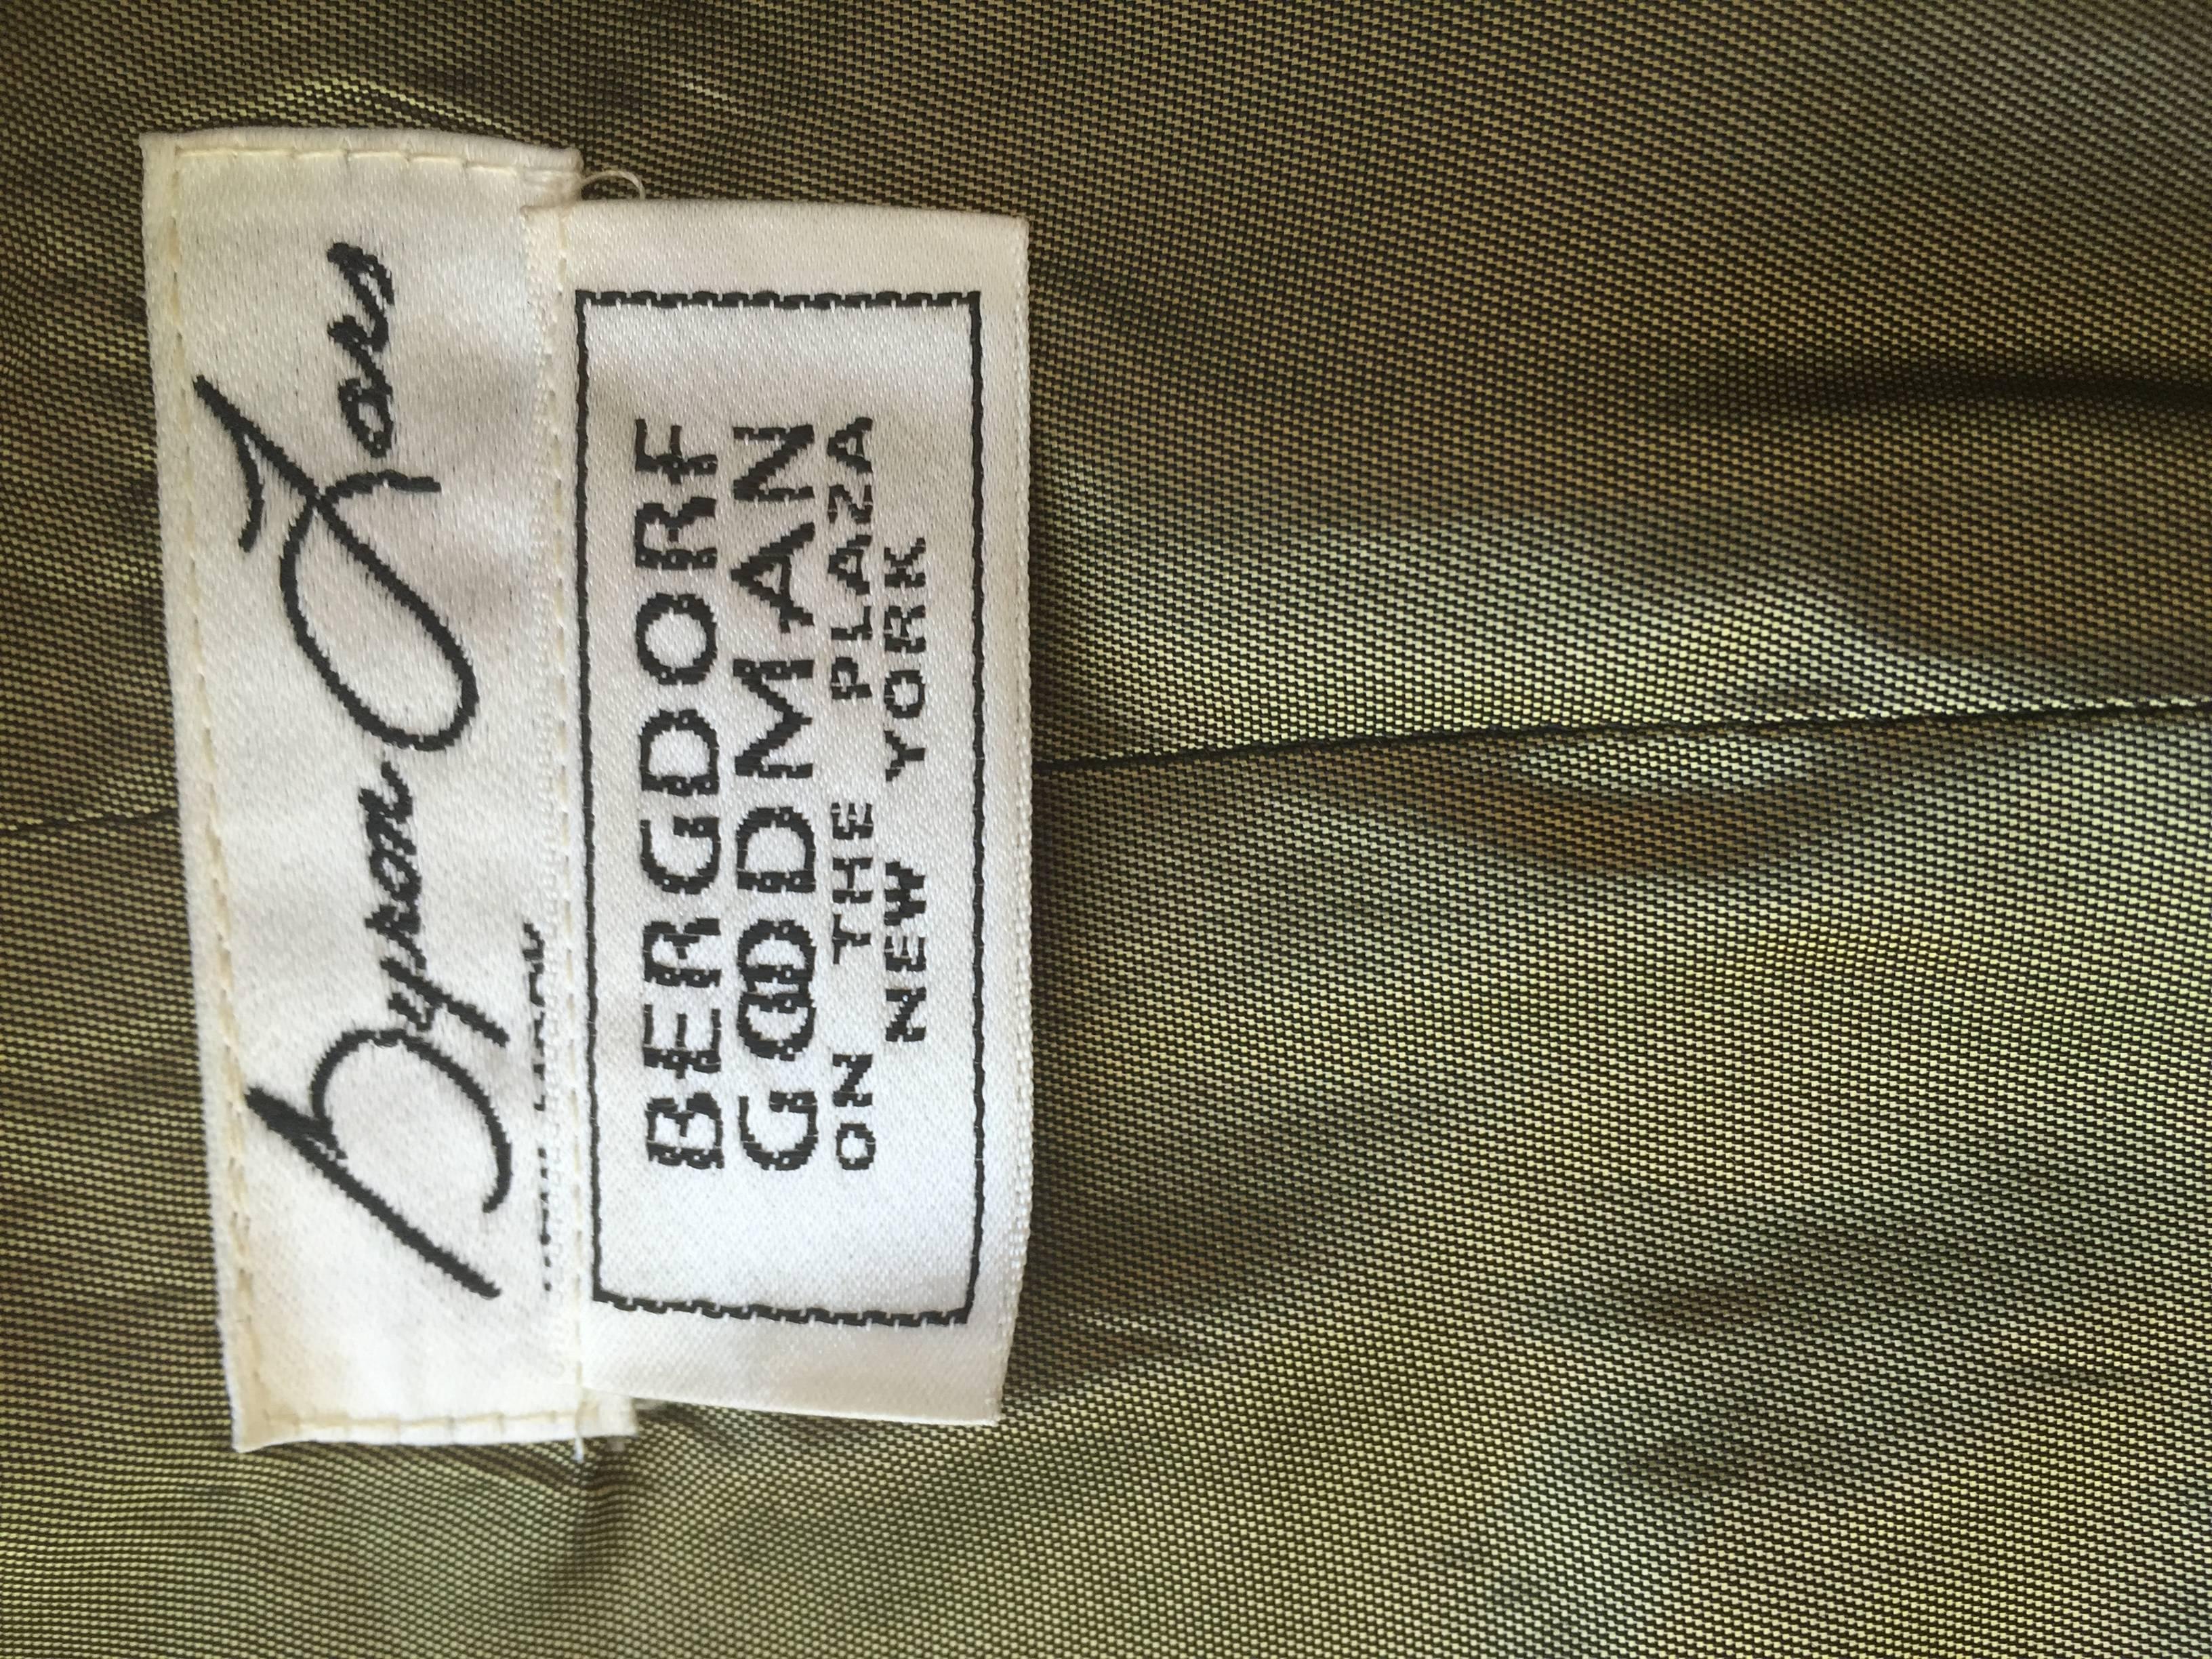 Byron Lars
BERGDORF
GOODMAN
ON THE PLAZA
NEW YORK